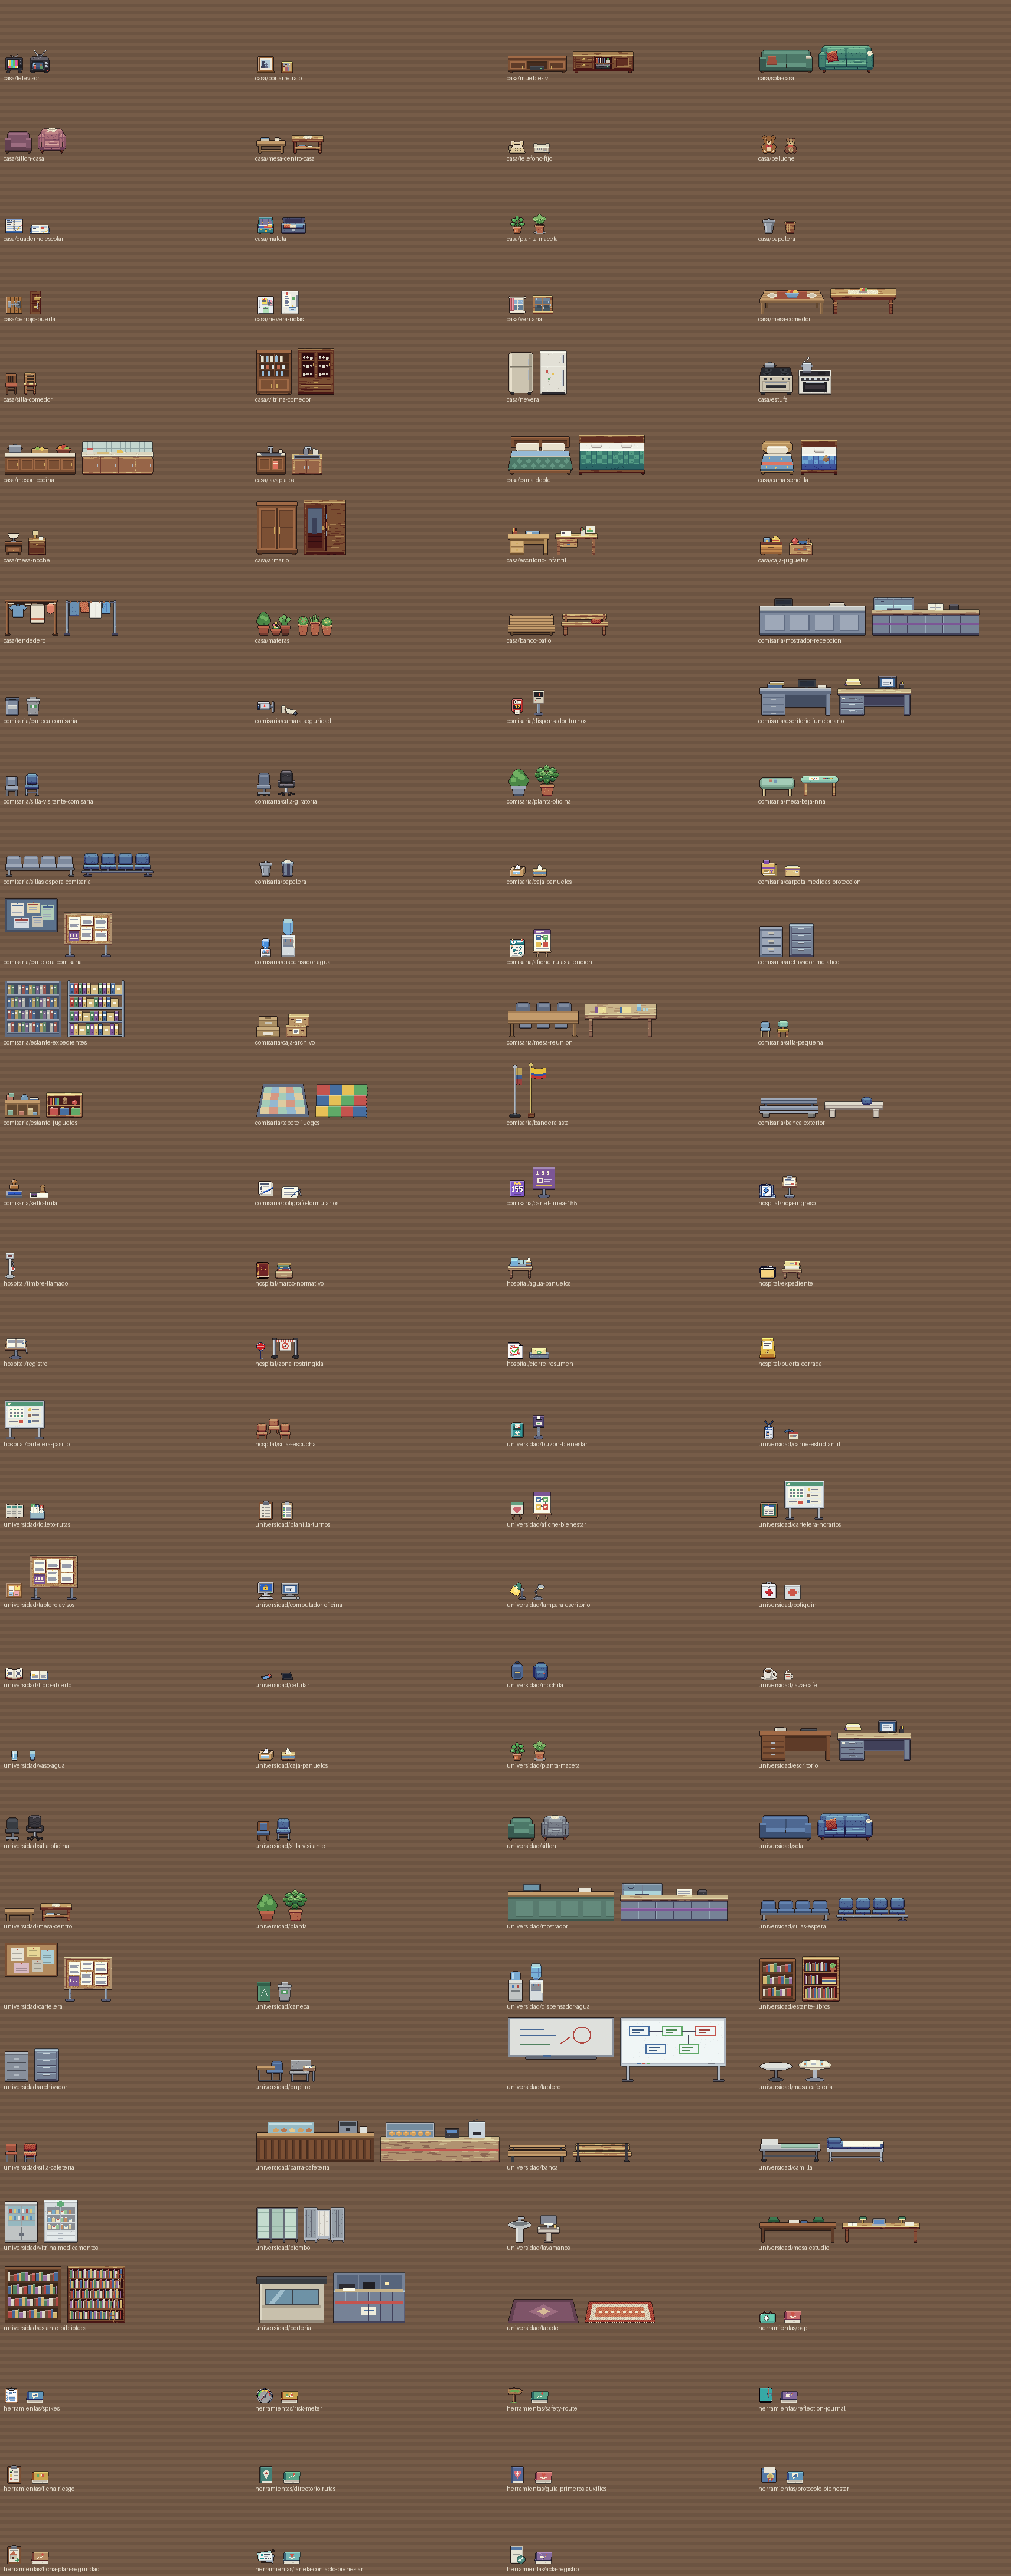 casa/televisor
casa/portarretrato
casa/mueble-tv
casa/sofa-casa
casa/sillon-casa
casa/mesa-centro-casa
casa/telefono-fijo
casa/peluche
casa/cuaderno-escolar
casa/maleta
casa/planta-maceta
casa/papelera
casa/cerrojo-puerta
casa/nevera-notas
casa/ventana
casa/mesa-comedor
casa/silla-comedor
casa/vitrina-comedor
casa/nevera
casa/estufa
casa/meson-cocina
casa/lavaplatos
casa/cama-doble
casa/cama-sencilla
casa/mesa-noche
casa/armario
casa/escritorio-infantil
casa/caja-juguetes
casa/tendedero
casa/materas
casa/banco-patio
comisaria/mostrador-recepcion
comisaria/caneca-comisaria
comisaria/camara-seguridad
comisaria/dispensador-turnos
comisaria/escritorio-funcionario
comisaria/silla-visitante-comisaria
comisaria/silla-giratoria
comisaria/planta-oficina
comisaria/mesa-baja-nna
comisaria/sillas-espera-comisaria
comisaria/papelera
comisaria/caja-panuelos
comisaria/carpeta-medidas-proteccion
comisaria/cartelera-comisaria
comisaria/dispensador-agua
comisaria/afiche-rutas-atencion
comisaria/archivador-metalico
comisaria/estante-expedientes
comisaria/caja-archivo
comisaria/mesa-reunion
comisaria/silla-pequena
comisaria/estante-juguetes
comisaria/tapete-juegos
comisaria/bandera-asta
comisaria/banca-exterior
155
155
comisaria/sello-tinta
comisaria/boligrafo-formularios
comisaria/cartel-linea-155
hospital/hoja-ingreso
hospital/timbre-llamado
hospital/marco-normativo
hospital/agua-panuelos
hospital/expediente
hospital/registro
hospital/zona-restringida
hospital/cierre-resumen
hospital/puerta-cerrada
hospital/cartelera-pasillo
hospital/sillas-escucha
universidad/buzon-bienestar
universidad/carne-estudiantil
universidad/folleto-rutas
universidad/planilla-turnos
universidad/afiche-bienestar
universidad/cartelera-horarios
universidad/tablero-avisos
universidad/computador-oficina
universidad/lampara-escritorio
universidad/botiquin
universidad/libro-abierto
universidad/celular
universidad/mochila
universidad/taza-cafe
universidad/vaso-agua
universidad/caja-panuelos
universidad/planta-maceta
universidad/escritorio
universidad/silla-oficina
universidad/silla-visitante
universidad/sillon
universidad/sofa
universidad/mesa-centro
universidad/planta
universidad/mostrador
universidad/sillas-espera
universidad/cartelera
universidad/caneca
universidad/dispensador-agua
universidad/estante-libros
universidad/archivador
universidad/pupitre
universidad/tablero
universidad/mesa-cafeteria
universidad/silla-cafeteria
universidad/barra-cafeteria
universidad/banca
universidad/camilla
universidad/vitrina-medicamentos
universidad/biombo
universidad/lavamanos
universidad/mesa-estudio
universidad/estante-biblioteca
universidad/porteria
universidad/tapete
herramientas/pap
herramientas/spikes
herramientas/risk-meter
herramientas/safety-route
herramientas/reflection-journal
herramientas/ficha-riesgo
herramientas/directorio-rutas
herramientas/guia-primeros-auxilios
herramientas/protocolo-bienestar
herramientas/ficha-plan-seguridad
herramientas/tarjeta-contacto-bienestar
herramientas/acta-registro